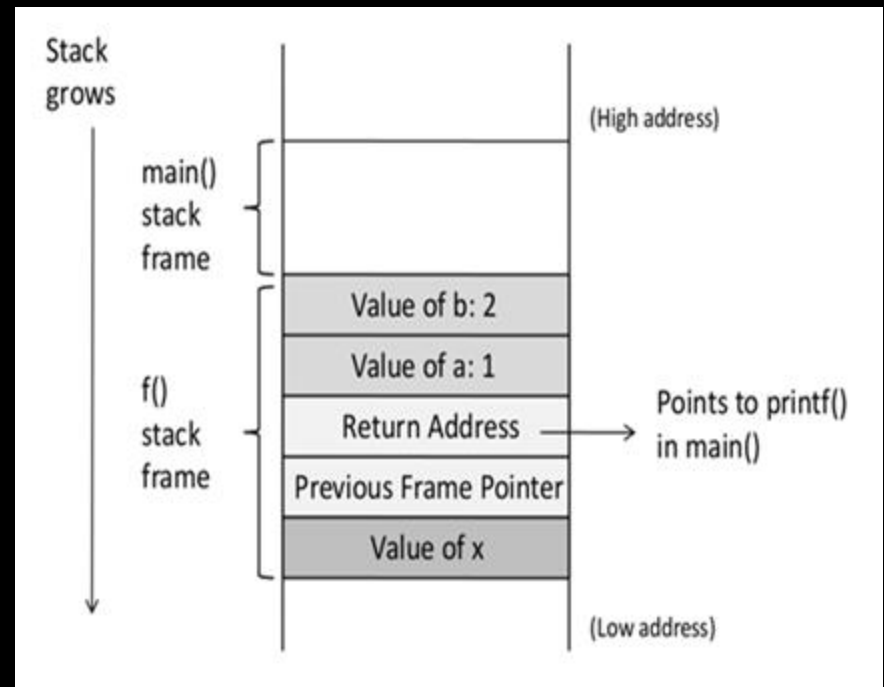 Stack
grows
(High address)
main()
stack
frame
Value of b: 2
Value of a: 1
f()
stack
frame
Return Address
Points to printf()
in main()
Previous Frame Pointer
Value of x
(Low address)